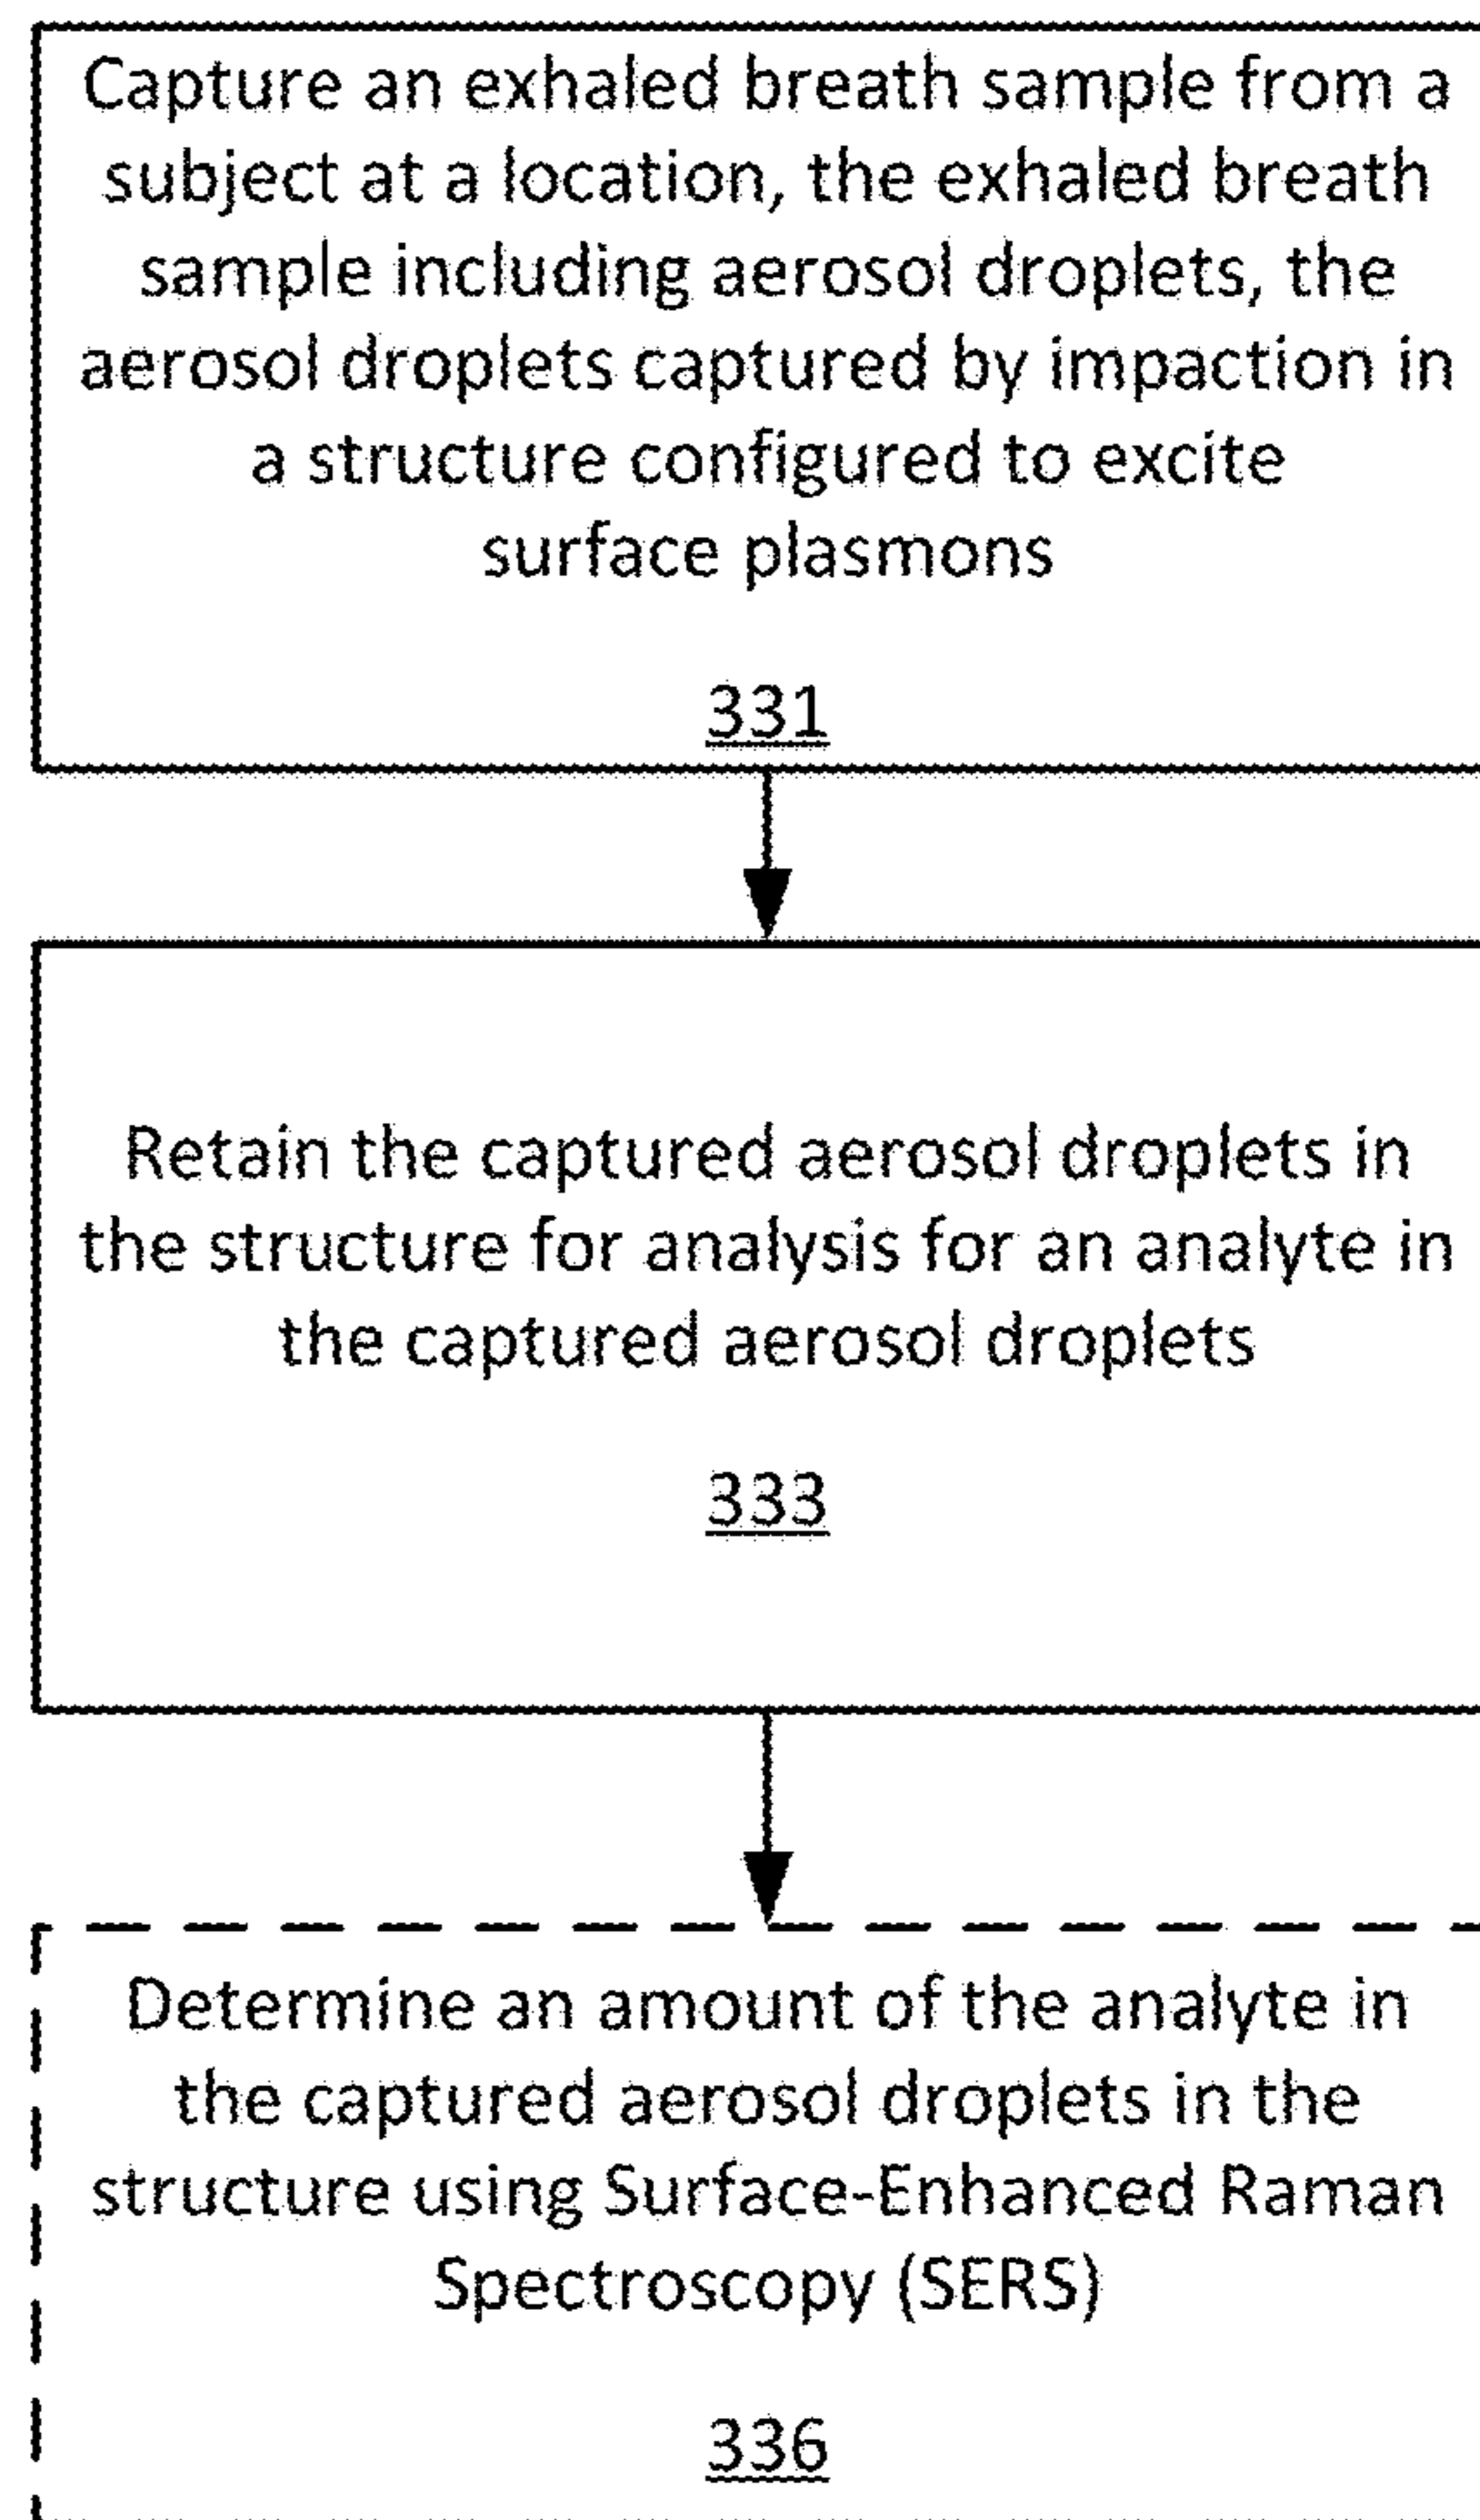 Capture an exhaled breath sample from a
subject at a location, the exhaled breath
sample including aerosol droplets, the
aerosol droplets captured by impaction in
a structure configured to excite
surface plasmons
331
Retain the captured aerosol droplets in
the structure for analysis for an analyte in
the captured aerosol droplets
333
Determine an amount of the analyte in
the captured aerosol droplets in the
structure using Surface-Enhanced Raman
Spectroscopy (SERS)
336